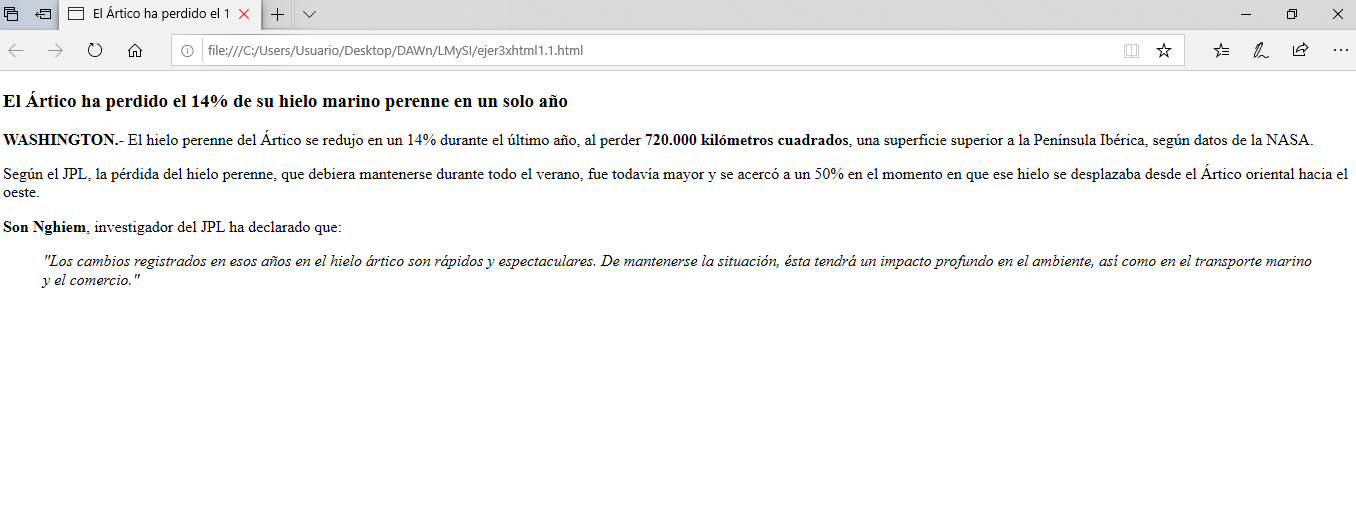 El Ártico ha perdido el 1
file:///C:/Users/Usuario/Desktop/DAWn/LMySI/ejer3xhtml1.1.html
El Ártico ha perdido el 14% de su hielo marino perenne en un solo año
WASHINGTON.- El hielo perenne del Ártico se redujo en un 14% durante el último año, al perder 720.000 kilómetros cuadrados, una superficie superior a la Península Ibérica, según datos de la NASA.
Según el JPL, la pérdida del hielo perenne, que debiera mantenerse durante todo el verano, fue todavía mayor y se acercó a un 50% en el momento en que ese hielo se desplazaba desde el Ártico oriental hacia el
oeste.
Son Nghiem, investigador del JPL ha declarado que:
"Los cambios registrados en esos años en el hielo ártico son rápidos y espectaculares. De mantenerse la situación, ésta tendrá un impacto profundo en el ambiente, así como en el transporte marino
y el comercio."